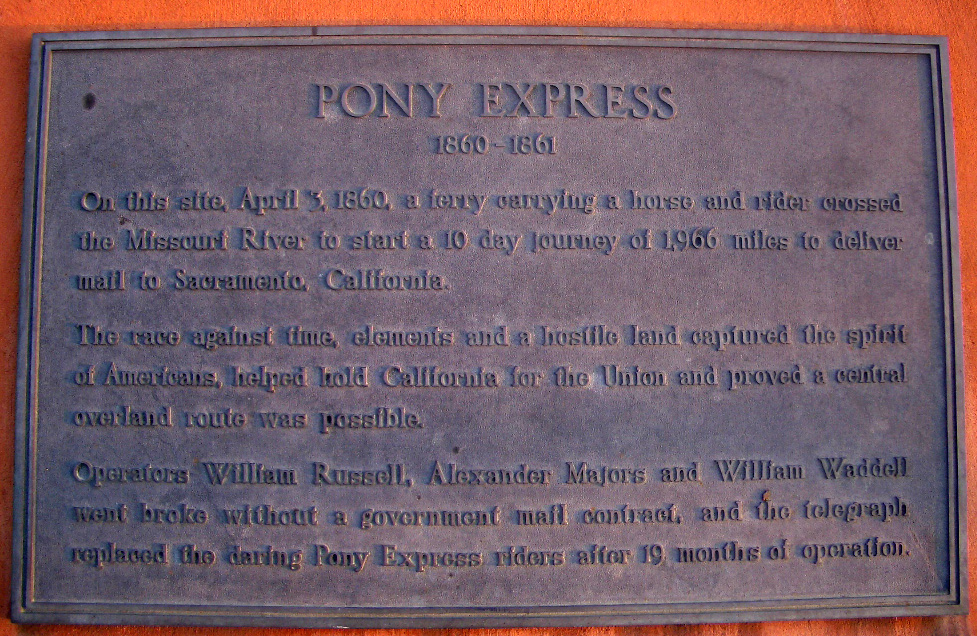 PONY EXPRESS
1860-1861
On this site, April 3, 1860, a ferry carrying a horse and rider crossed
the Missouri River to start a 10 day journey of 1,966 miles to deliver
mail to Sacramento, California.
The race against time, elements and a hostile land captured the spirit
of Americans, helped hold California for the Union and proved a central
overland route was possible.
Operators William Russell, Alexander Majors and William Waddell
went broke without a government mail contract, and the telegraph
replaced the daring Pony Express riders after 19 months of operation.